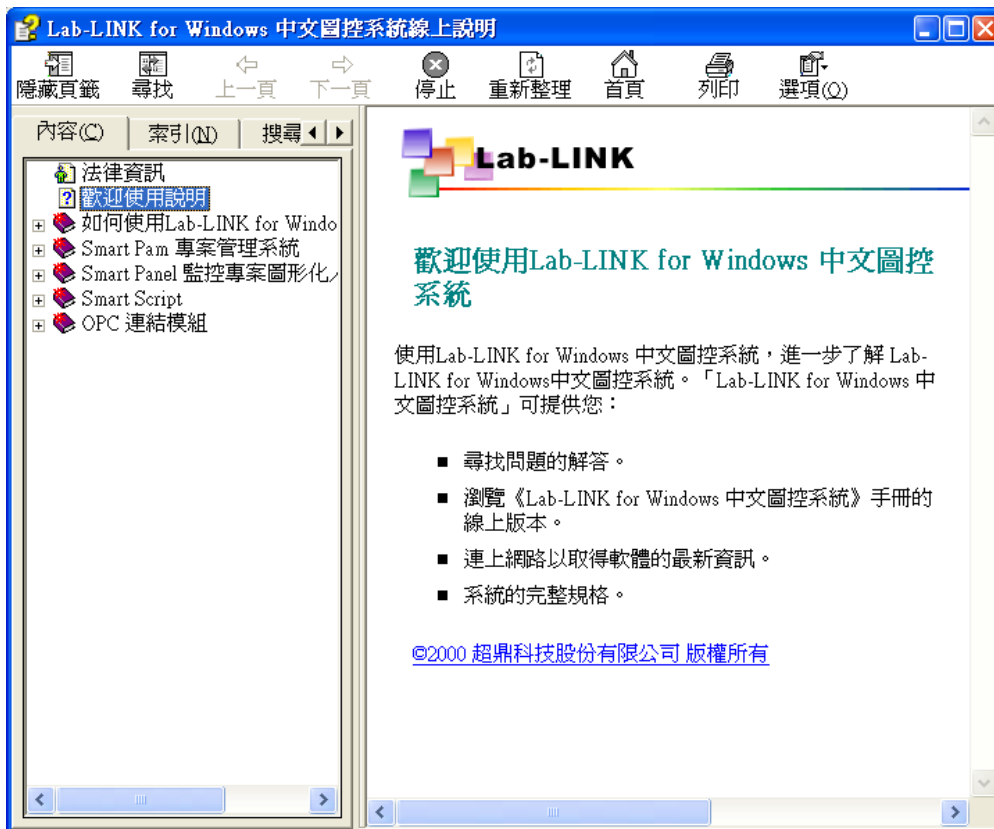 Lab-LINK for Windows 中文圖控系統線上說明
隱藏頁籤 尋找 上一頁 下一頁 停止 重新整理 首頁 列印 選項(O)
內容(C) 索引(N) 搜尋
法律資訊
歡迎使用說明
如何使用Lab-LINK for Windo
Smart Pam 專案管理系統
Smart Panel 監控專案圖形化
Smart Script
OPC 連結模組
Lab-LINK
歡迎使用Lab-LINK for Windows 中文圖控
系統
使用Lab-LINK for Windows 中文圖控系統，進一步了解 Lab-
LINK for Windows中文圖控系統。「Lab-LINK for Windows 中
文圖控系統」可提供您：
■ 尋找問題的解答。
■ 瀏覽《Lab-LINK for Windows 中文圖控系統》手冊的
線上版本。
■ 連上網路以取得軟體的最新資訊。
■ 系統的完整規格。
©2000 超鼎科技股份有限公司 版權所有